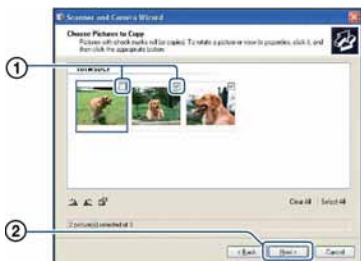 Scanner and Camera Wizard
Choose Pictures to Copy
Pictures with check marks will be copied. To rotate a picture or view its properties, click it, and
then click the appropriate button.
1
Clear All
Select All
2 picture(s) selected of 3
2
< Back
Next >
Cancel